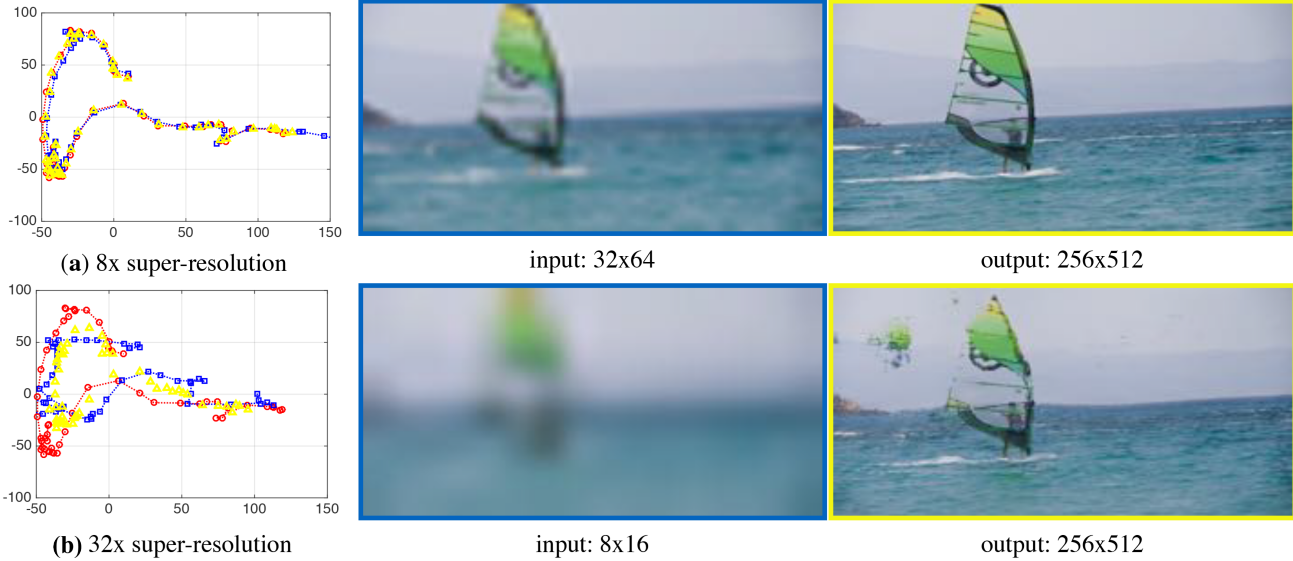 100
50
0
-50
-100
-50 0 50 100 150
(a) 8x super-resolution
input: 32x64
output: 256x512
100
50
0
-50
-100
-50 0 50 100 150
(b) 32x super-resolution
input: 8x16
output: 256x512